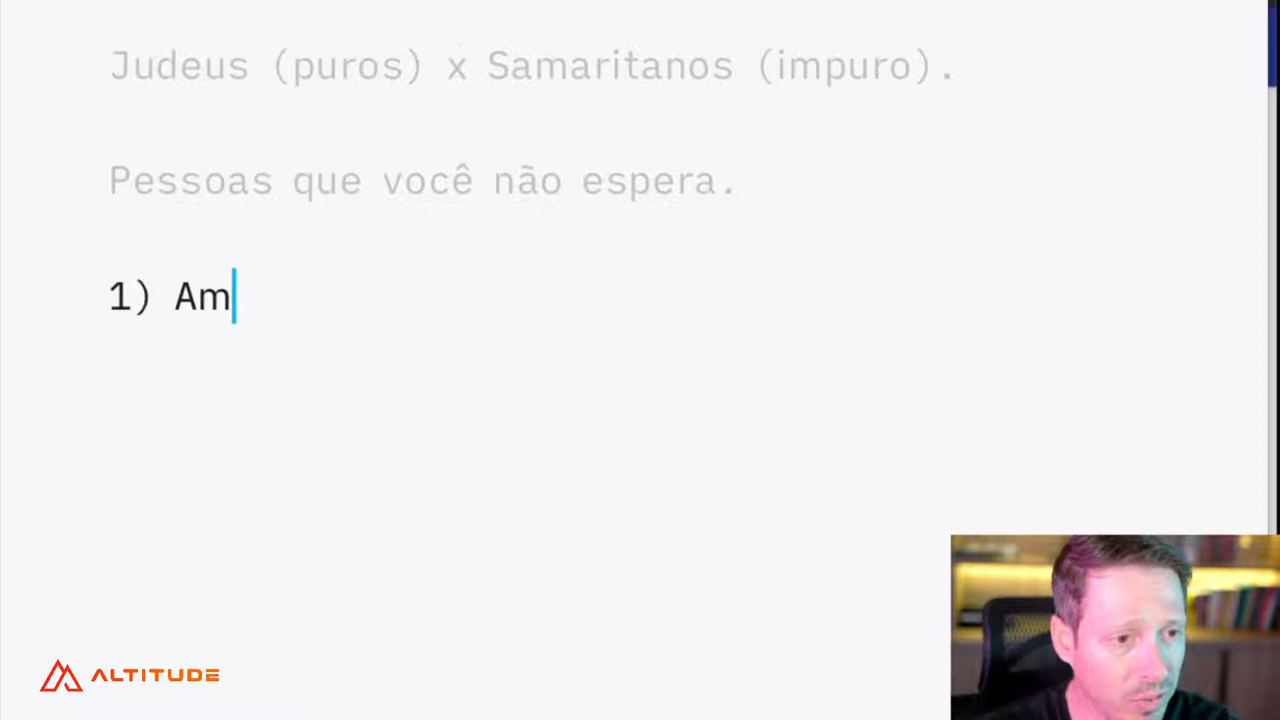 Judeus (puros) x Samaritanos (impuro).
Pessoas que você não espera.
1) Am
ALTITUDE